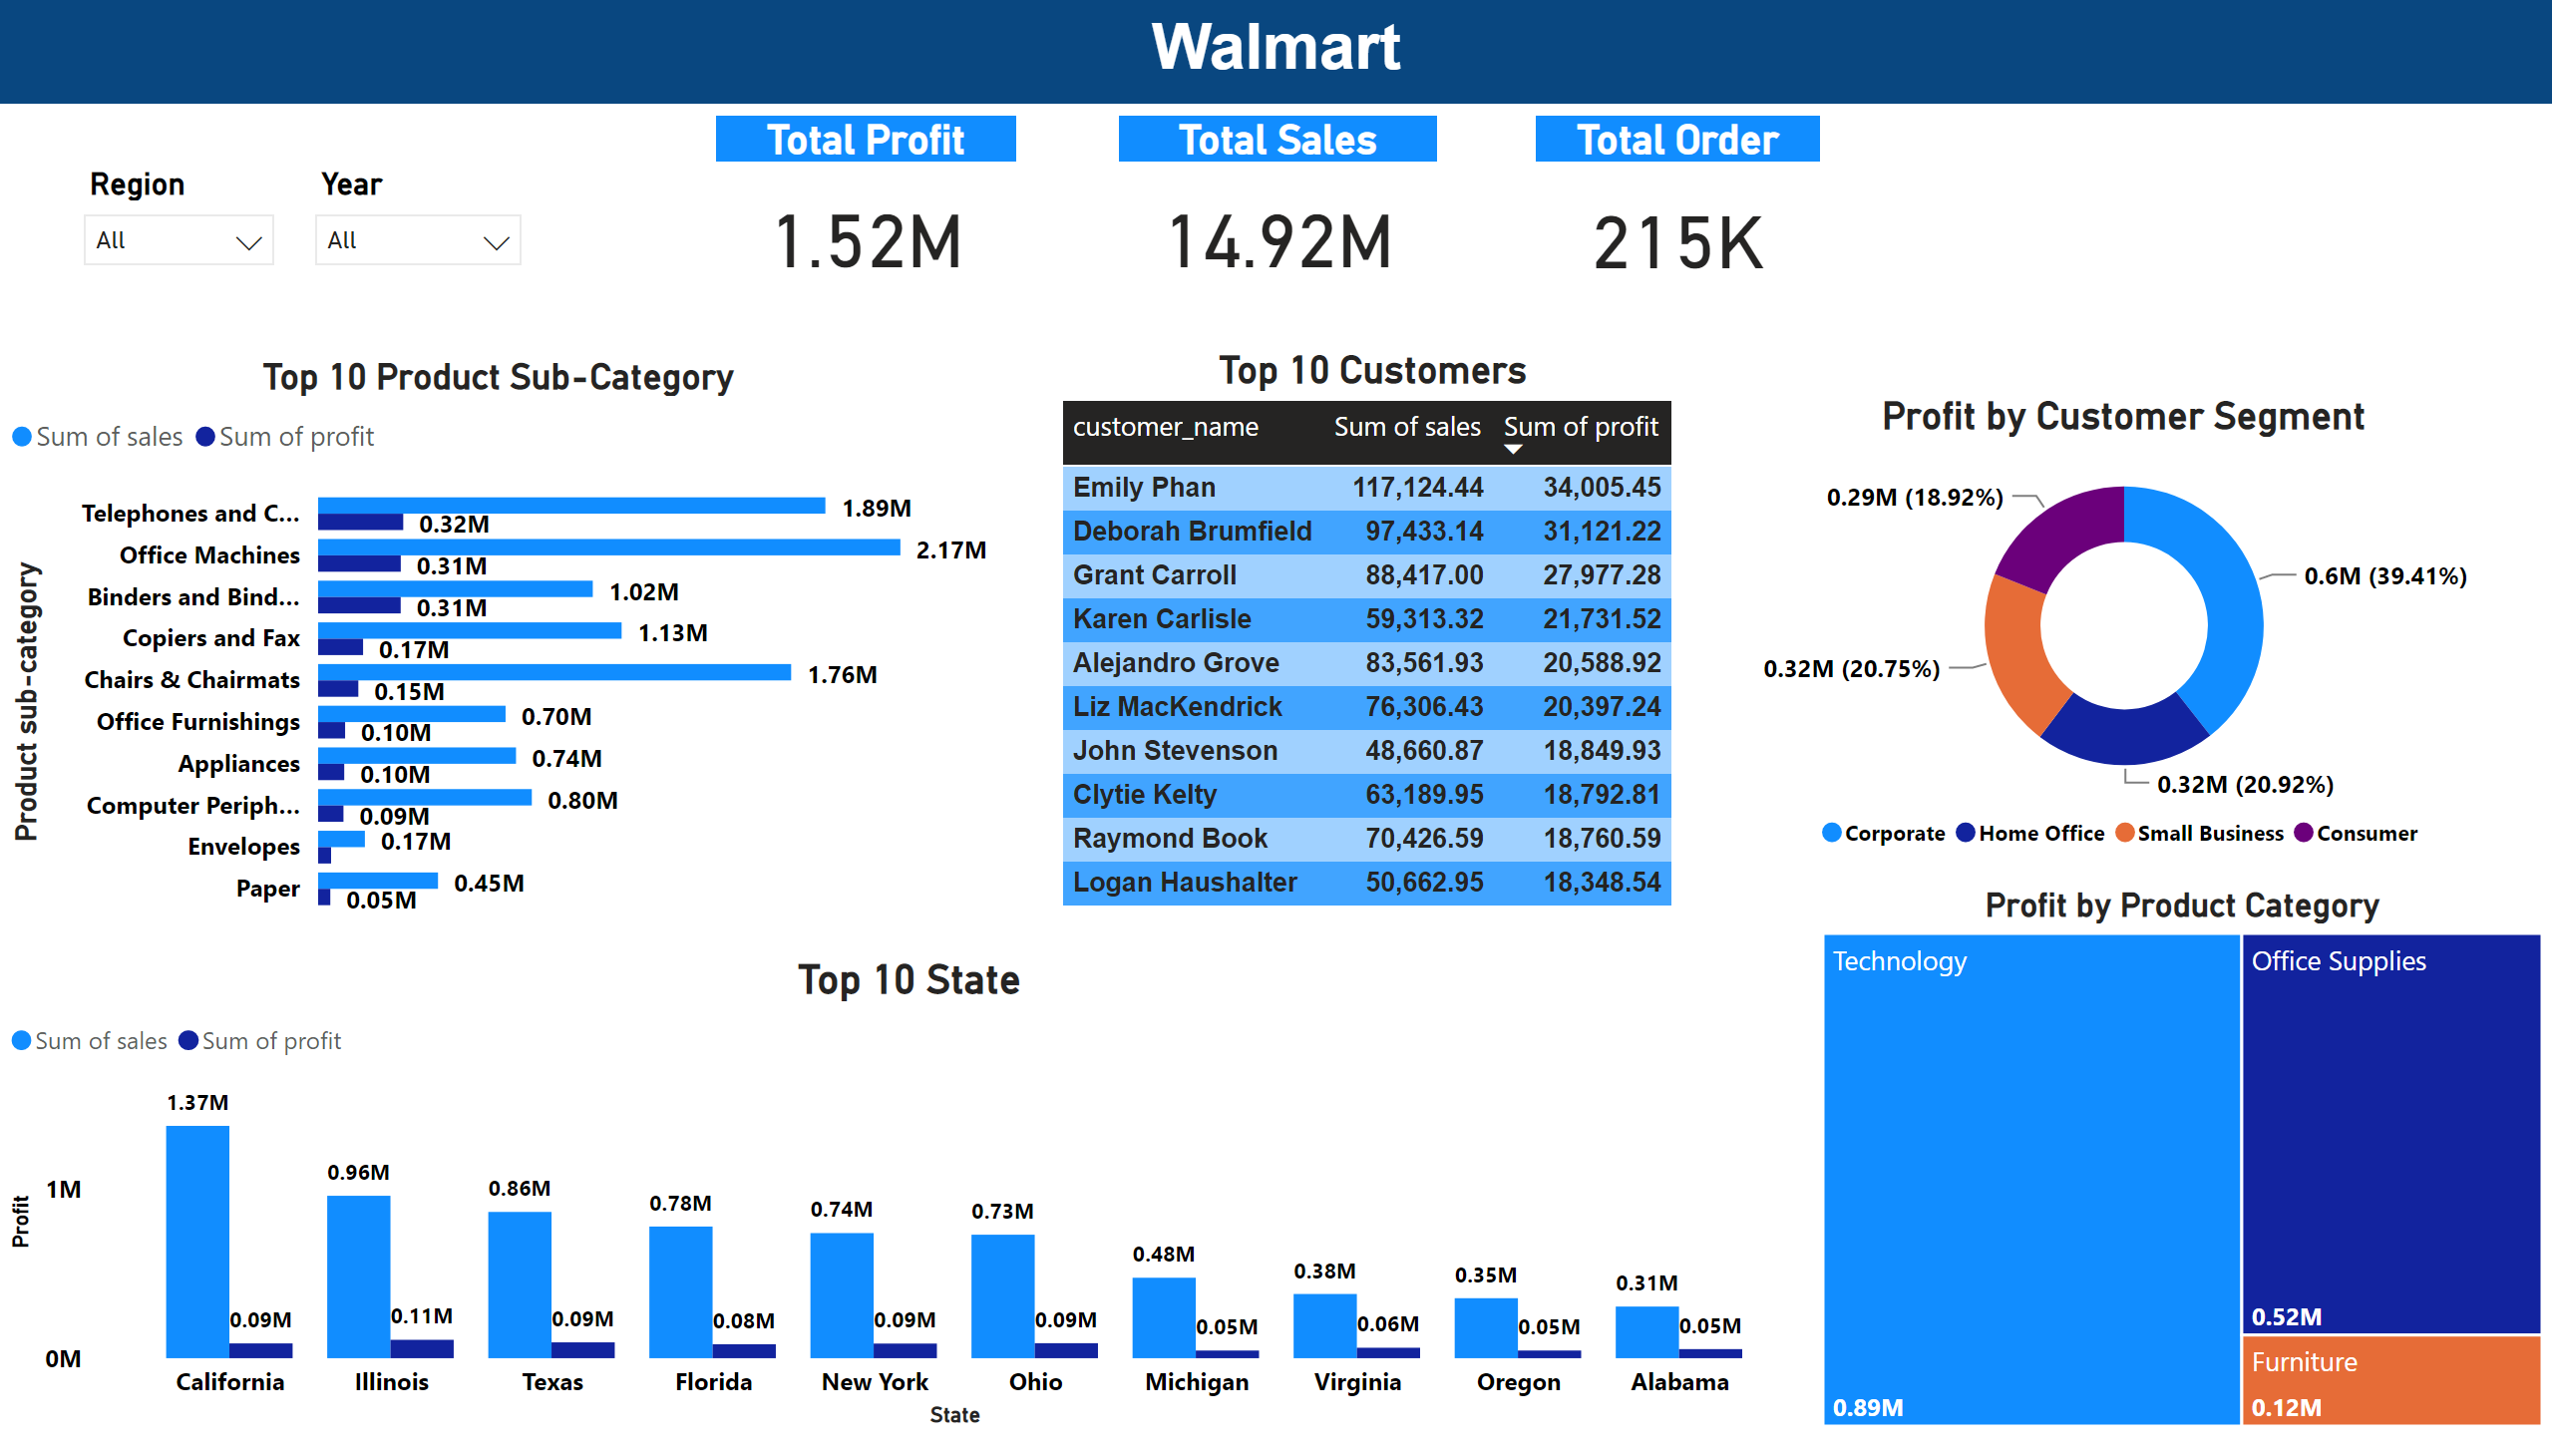 Walmart
Total Profit
Total Sales
Total Order
Region
Year
All
All
1.52M
14.92M
215K
Top 10 Product Sub-Category
Sum of sales Sum of profit
Product sub-category
Telephones and C... 1.89M
0.32M
Office Machines 2.17M
0.31M
Binders and Bind... 1.02M
0.31M
Copiers and Fax 1.13M
0.17M
Chairs & Chairmats 1.76M
0.15M
Office Furnishings 0.70M
0.10M
Appliances 0.74M
0.10M
Computer Periph... 0.80M
0.09M
Envelopes 0.17M
Paper 0.45M
0.05M
Top 10 Customers
customer_name Sum of sales Sum of profit
Emily Phan 117,124.44 34,005.45
Deborah Brumfield 97,433.14 31,121.22
Grant Carroll 88,417.00 27,977.28
Karen Carlisle 59,313.32 21,731.52
Alejandro Grove 83,561.93 20,588.92
Liz MacKendrick 76,306.43 20,397.24
John Stevenson 48,660.87 18,849.93
Clytie Kelty 63,189.95 18,792.81
Raymond Book 70,426.59 18,760.59
Logan Haushalter 50,662.95 18,348.54
Profit by Customer Segment
0.29M (18.92%)
0.6M (39.41%)
0.32M (20.75%)
0.32M (20.92%)
Corporate Home Office Small Business Consumer
Top 10 State
Sum of sales Sum of profit
Profit
1M
0M
1.37M 0.09M
0.96M 0.11M
0.86M 0.09M
0.78M 0.08M
0.74M 0.09M
0.73M 0.09M
0.48M 0.05M
0.38M 0.06M
0.35M 0.05M
0.31M 0.05M
California Illinois Texas Florida New York Ohio Michigan Virginia Oregon Alabama
State
Profit by Product Category
Technology
0.89M
Office Supplies
0.52M
Furniture
0.12M